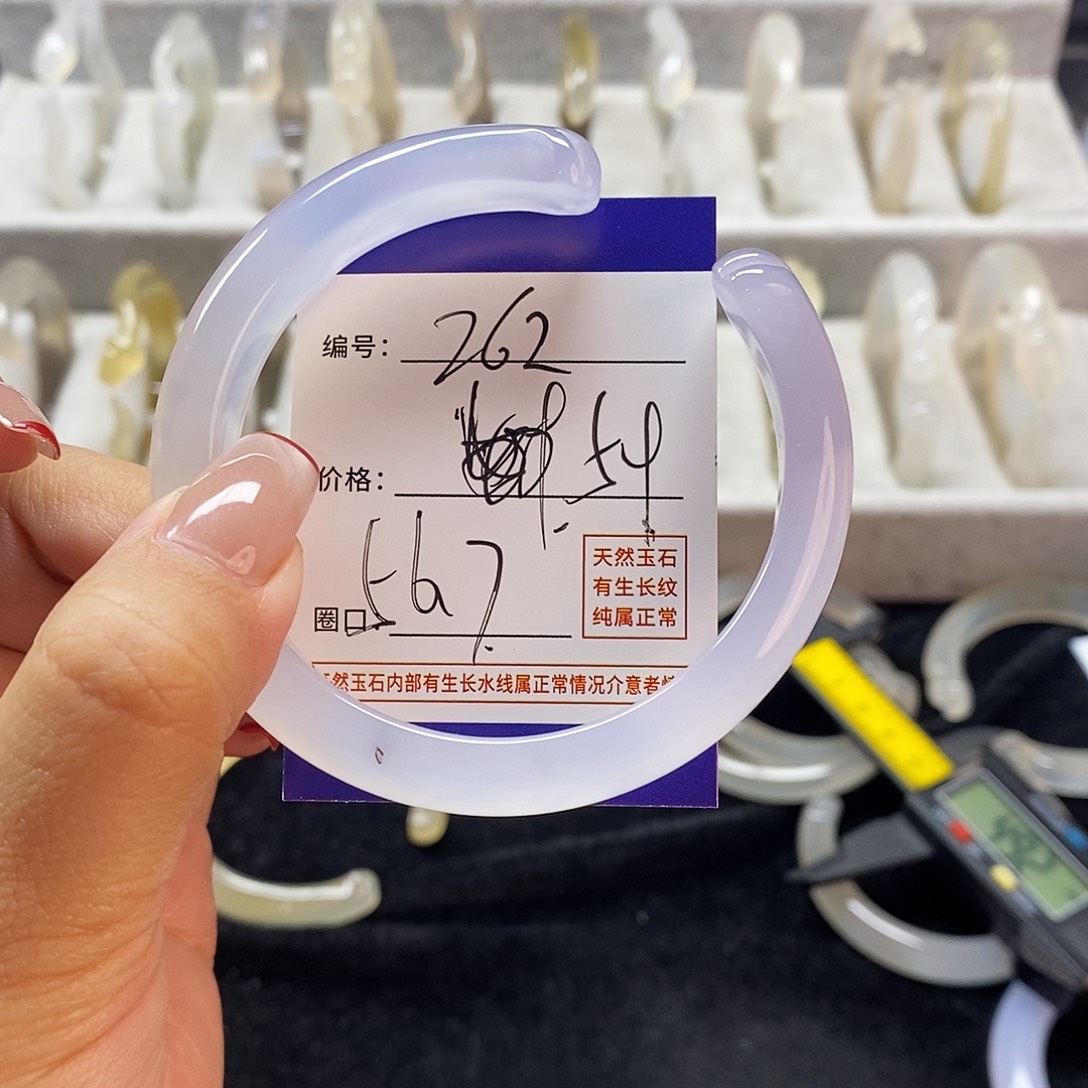 编号： 262
价格： 54
圈口： 567
天然玉石
有生长纹
纯属正常
然玉石内部有生长水线属正常情况介意者